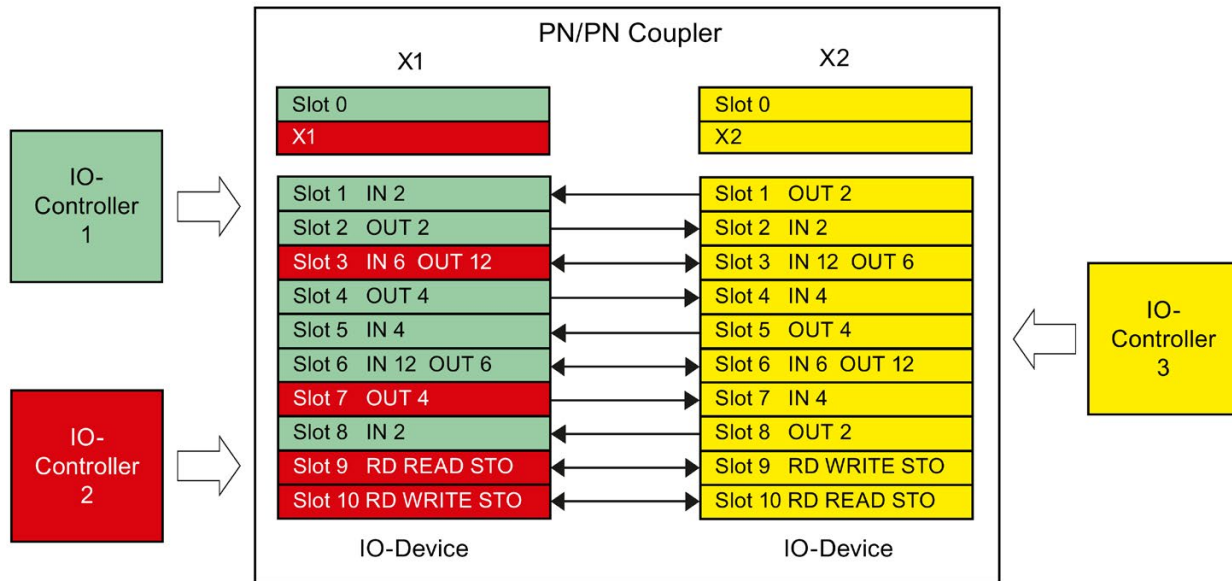 PN/PN Coupler
X1
X2
Slot 0
X1
Slot 0
X2
IO-
Controller
1
IO-
Controller
2
Slot 1 IN 2
Slot 2 OUT 2
Slot 3 IN 6 OUT 12
Slot 4 OUT 4
Slot 5 IN 4
Slot 6 IN 12 OUT 6
Slot 7 OUT 4
Slot 8 IN 2
Slot 9 RD READ STO
Slot 10 RD WRITE STO
IO-Device
Slot 1 OUT 2
Slot 2 IN 2
Slot 3 IN 12 OUT 6
Slot 4 IN 4
Slot 5 OUT 4
Slot 6 IN 6 OUT 12
Slot 7 IN 4
Slot 8 OUT 2
Slot 9 RD WRITE STO
Slot 10 RD READ STO
IO-Device
IO-
Controller
3